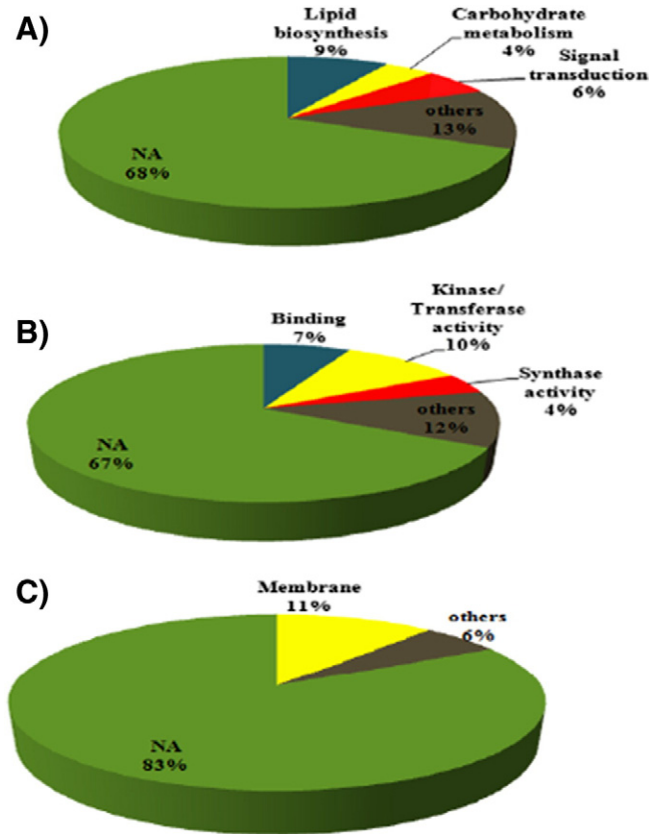 A)
Lipid
biosynthesis
9%
Carbohydrate
metabolism
4%
Signal
transduction
6%
others
13%
NA
68%
B)
Binding
7%
Kinase/
Transferase
activity
10%
Synthase
activity
4%
others
12%
NA
67%
C)
Membrane
11%
others
6%
NA
83%